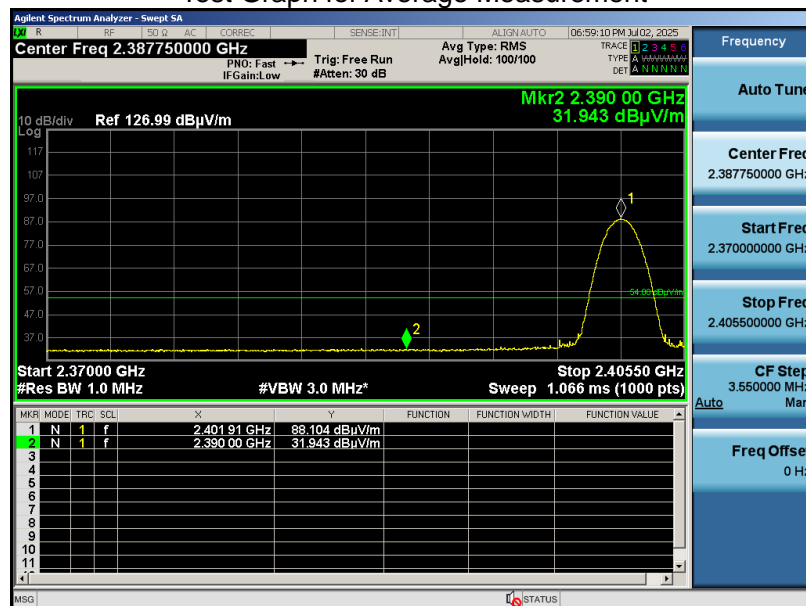 Test Graph for Average Measurement
Agilent Spectrum Analyzer - Swept SA
LXI R RF 50 Ω AC CORREC SENSE:INT ALIGN AUTO 06:59:10 PM Jul 02, 2025
Center Freq 2.387750000 GHz
PNO: Fast
IFGain:Low
Trig: Free Run
#Atten: 30 dB
Avg Type: RMS
Avg|Hold: 100/100
TRACE 1 2 3 4 5 6
TYPE A
DET A N N N N N
Mkr2 2.390 00 GHz
31.943 dBµV/m
10 dB/div Ref 126.99 dBµV/m
Log
117
107
97.0
87.0
77.0
67.0
57.0
47.0
37.0
1
2
54.00 dBµV/m
Start 2.37000 GHz Stop 2.40550 GHz
#Res BW 1.0 MHz #VBW 3.0 MHz* Sweep 1.066 ms (1000 pts)
MKR MODE TRC SCL X Y FUNCTION FUNCTION WIDTH FUNCTION VALUE
1 N 1 f 2.401 91 GHz 88.104 dBµV/m
2 N 1 f 2.390 00 GHz 31.943 dBµV/m
3
4
5
6
7
8
9
10
11
MSG STATUS
Frequency
Auto Tune
Center Freq
2.387750000 GHz
Start Freq
2.370000000 GHz
Stop Freq
2.405500000 GHz
CF Step
3.550000 MHz
Auto Man
Freq Offset
0 Hz